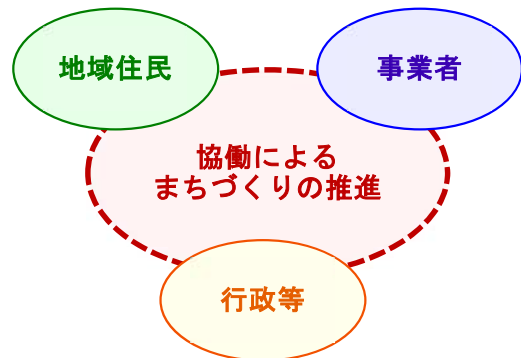 地域住民
事業者
協働による
まちづくりの推進
行政等